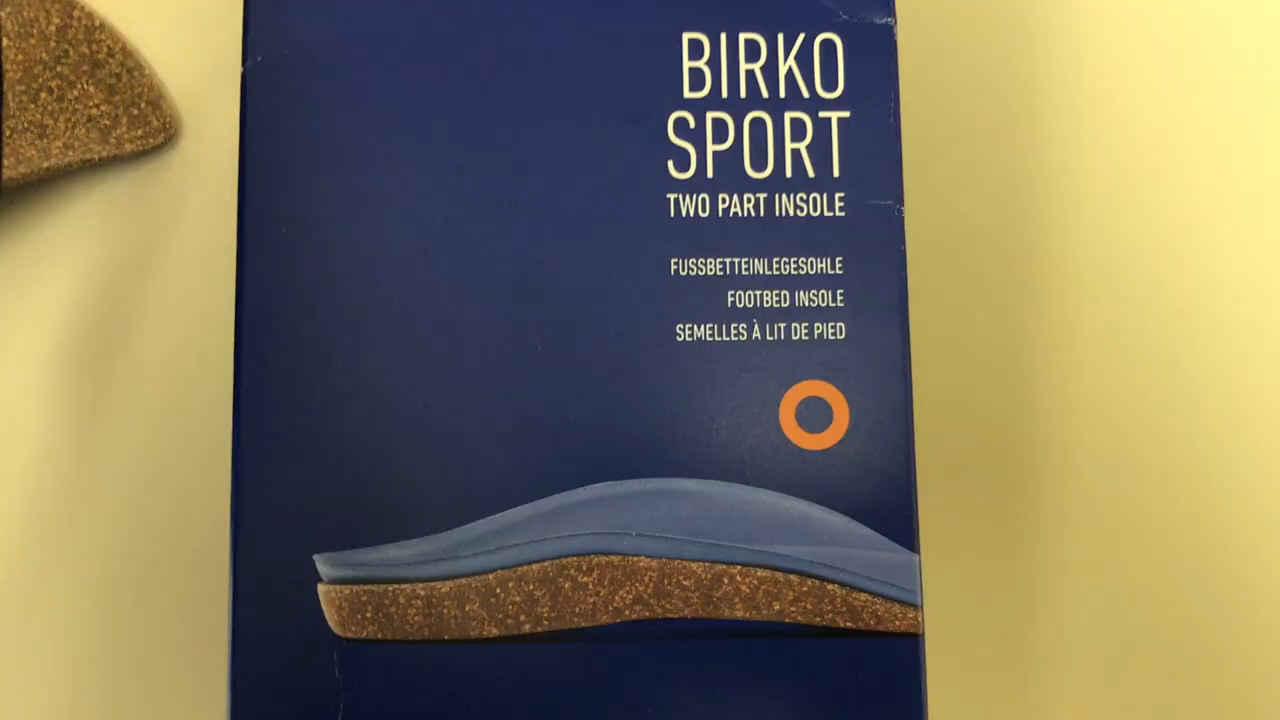 BIRKO
SPORT
TWO PART INSOLE
FUSSBETTEINLEGESOHLE
FOOTBED INSOLE
SEMELLES À LIT DE PIED